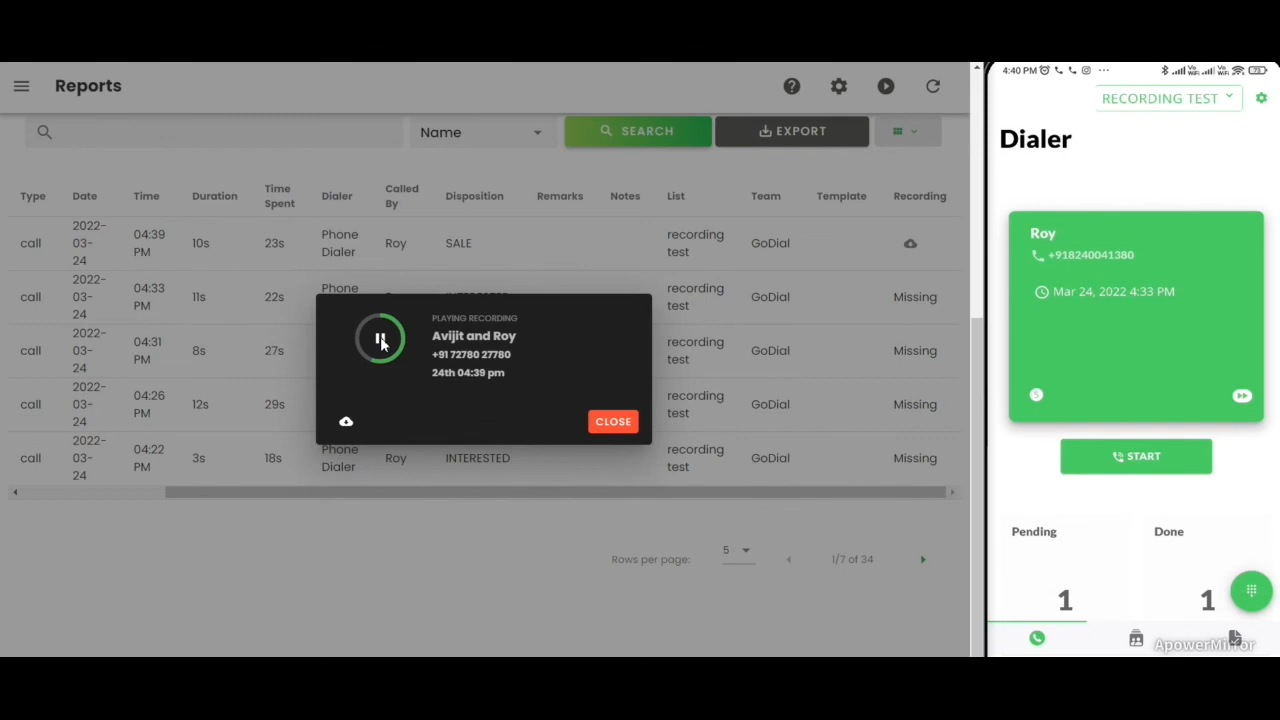 Reports
Name
SEARCH
EXPORT
Type Date Time Duration Time Spent Dialer Called By Disposition Remarks Notes List Team Template Recording
call 2022-03-24 04:39 PM 10s 23s Phone Dialer Roy SALE recording test GoDial
call 2022-03-24 04:33 PM 11s 22s Phone recording test GoDial Missing
call 2022-03-24 04:31 PM 8s 27s recording test GoDial Missing
call 2022-03-24 04:26 PM 12s 29s recording test GoDial Missing
call 2022-03-24 04:22 PM 3s 18s Phone Dialer Roy INTERESTED recording test GoDial Missing
PLAYING RECORDING
Avijit and Roy
+91 72780 27780
24th 04:39 pm
CLOSE
Rows per page: 5 1/7 of 34
4:40 PM
RECORDING TEST
Dialer
Roy
+918240041380
Mar 24, 2022 4:33 PM
START
Pending Done
1 1
ApowerMirror